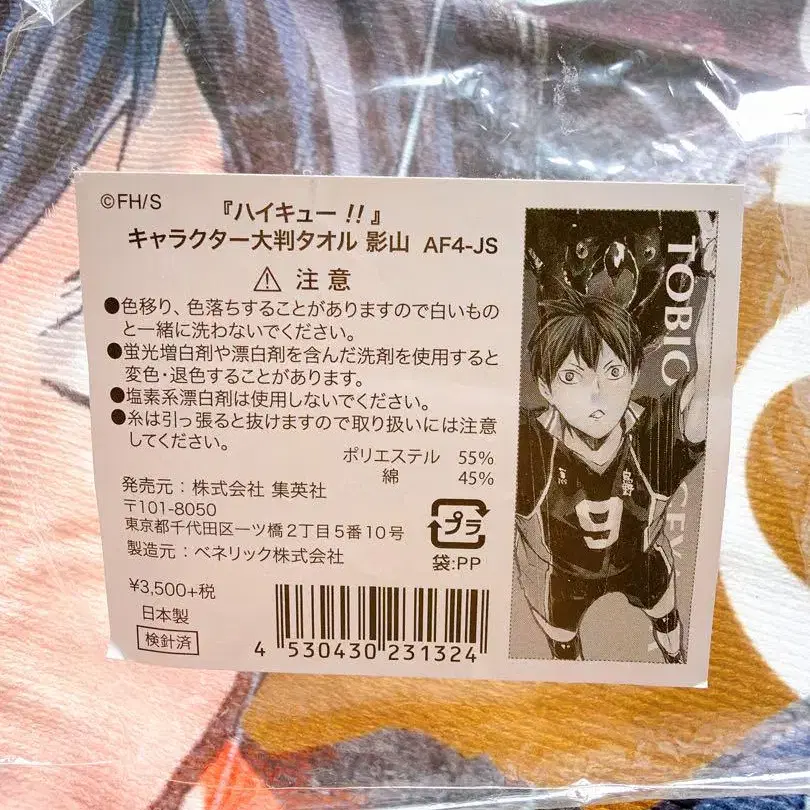 ©FH/S
『ハイキュー!!』
キャラクター大判タオル 影山 AF4-JS
⚠ 注意
●色移り、色落ちすることがありますので白いもの
と一緒に洗わないでください。
●蛍光増白剤や漂白剤を含んだ洗剤を使用すると
変色・退色することがあります。
●塩素系漂白剤は使用しないでください。
●糸は引っ張ると抜けますので取り扱いには注意
してください。
ポリエステル 55%
綿 45%
発売元:株式会社 集英社
〒101-8050
東京都千代田区一ツ橋2丁目5番10号
製造元:ベネリック株式会社
プラ
袋:PP
¥3,500+税
日本製
検針済
4 530430 231324
TOBIO
9